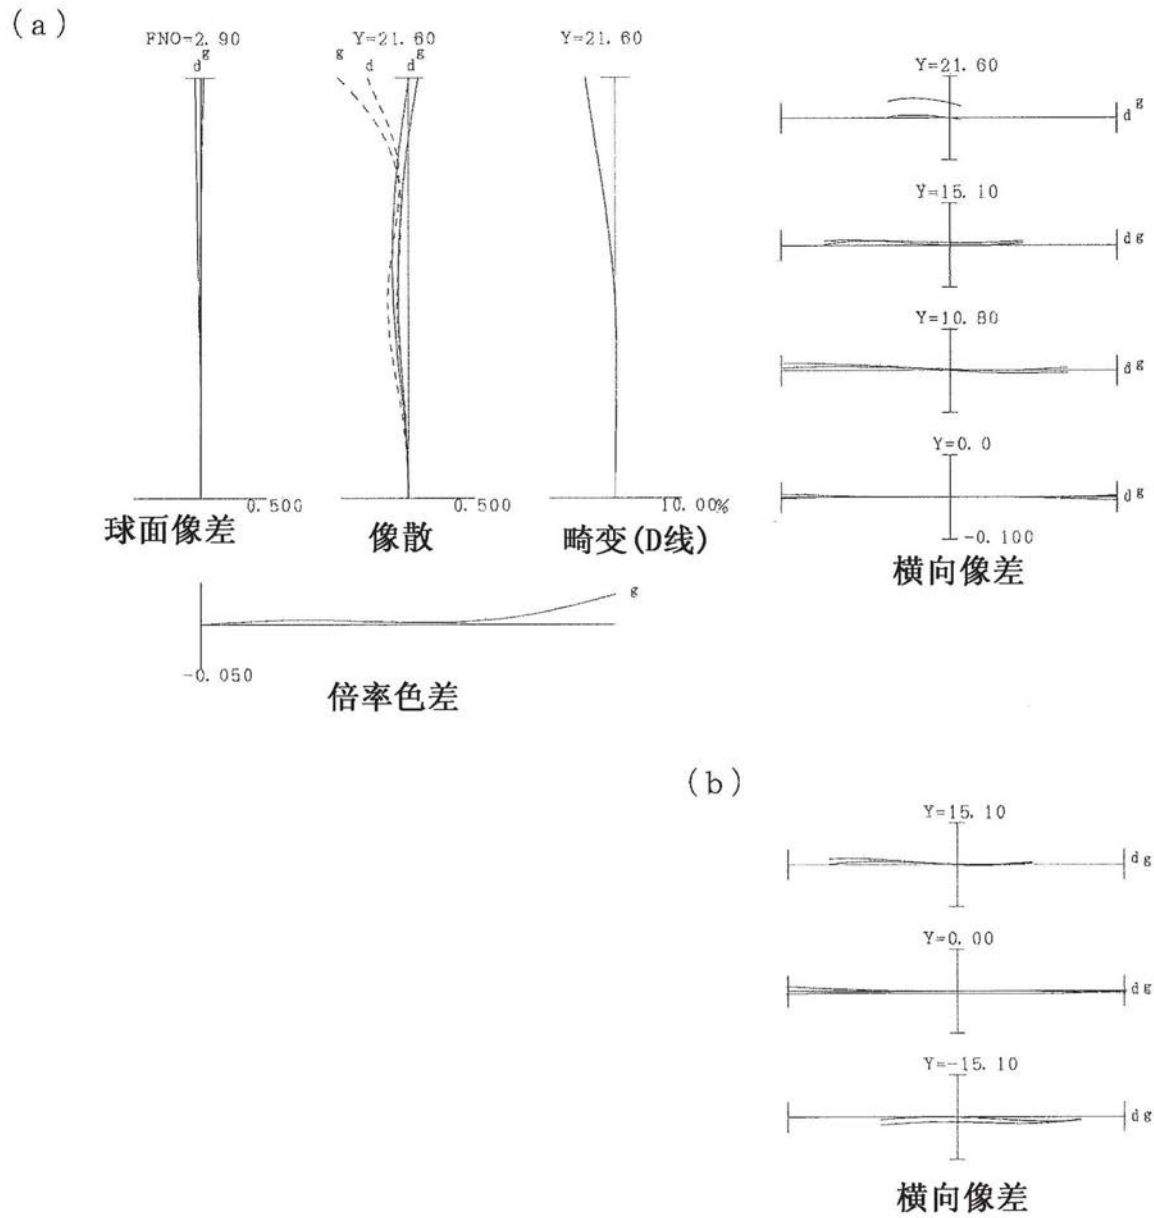 (a)
FNO=2.90
d g
球面像差
0.500
Y=21.60
g d d g
0.500
像散
Y=21.60
10.00%
畸变(D线)
Y=21.60
d g
Y=15.10
d g
Y=10.80
d g
Y=0.0
d g
-0.100
横向像差
g
-0.050
倍率色差
(b)
Y=15.10
d g
Y=0.00
d g
Y=-15.10
d g
横向像差